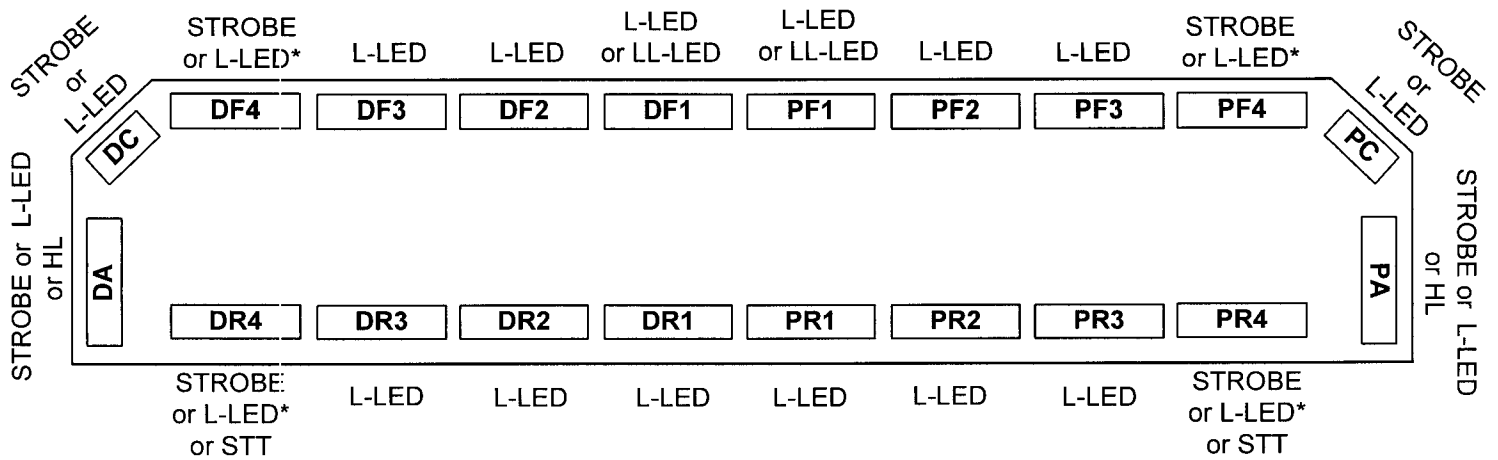 STROBE
or
L-LED
STROBE
or L-LED*
L-LED
L-LED
L-LED
or LL-LED
L-LED
or LL-LED
L-LED
L-LED
STROBE
or L-LED*
STROBE
or
L-LED
DF4
DF3
DF2
DF1
PF1
PF2
PF3
PF4
DC
PC
STROBE or L-LED
or HL
DA
PA
STROBE or L-LED
or HL
DR4
DR3
DR2
DR1
PR1
PR2
PR3
PR4
STROBE
or L-LED*
or STT
L-LED
L-LED
L-LED
L-LED
L-LED
L-LED
STROBE
or L-LED*
or STT